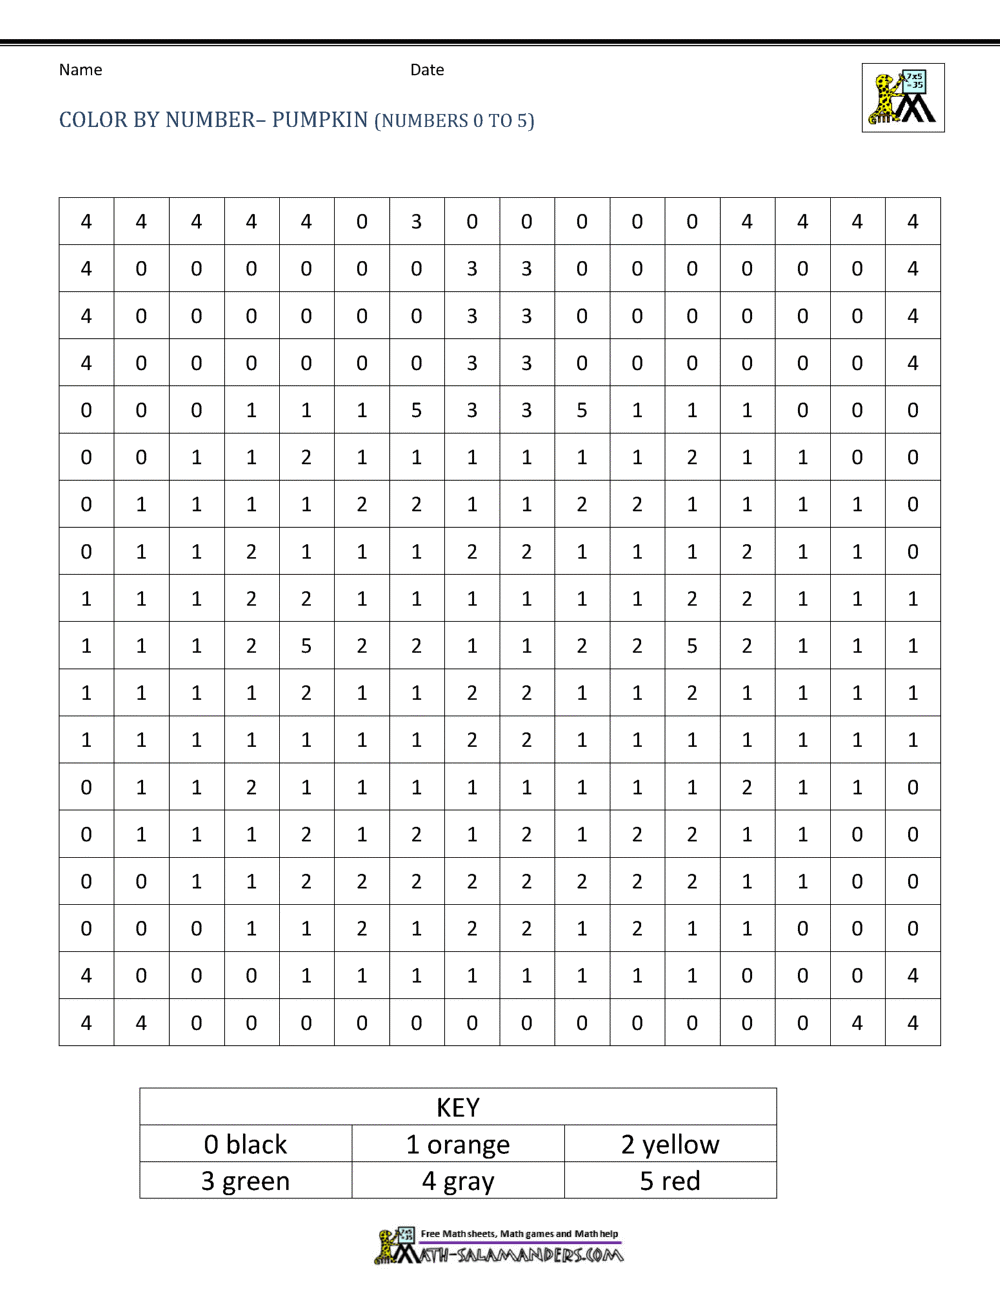 Name Date
7x5
=35
COLOR BY NUMBER– PUMPKIN (NUMBERS 0 TO 5)
4 4 4 4 4 0 3 0 0 0 0 0 4 4 4 4
4 0 0 0 0 0 0 3 3 0 0 0 0 0 0 4
4 0 0 0 0 0 0 3 3 0 0 0 0 0 0 4
4 0 0 0 0 0 0 3 3 0 0 0 0 0 0 4
0 0 0 1 1 1 5 3 3 5 1 1 1 0 0 0
0 0 1 1 2 1 1 1 1 1 1 2 1 1 0 0
0 1 1 1 1 2 2 1 1 2 2 1 1 1 1 0
0 1 1 2 1 1 1 2 2 1 1 1 2 1 1 0
1 1 1 2 2 1 1 1 1 1 1 2 2 1 1 1
1 1 1 2 5 2 2 1 1 2 2 5 2 1 1 1
1 1 1 1 2 1 1 2 2 1 1 2 1 1 1 1
1 1 1 1 1 1 1 2 2 1 1 1 1 1 1 1
0 1 1 2 1 1 1 1 1 1 1 1 2 1 1 0
0 1 1 1 2 1 2 1 2 1 2 2 1 1 0 0
0 0 1 1 2 2 2 2 2 2 2 2 1 1 0 0
0 0 0 1 1 2 1 2 2 1 2 1 1 0 0 0
4 0 0 0 1 1 1 1 1 1 1 1 0 0 0 4
4 4 0 0 0 0 0 0 0 0 0 0 0 0 4 4
KEY
0 black 1 orange 2 yellow
3 green 4 gray 5 red
Free Math sheets, Math games and Math help
MATH-SALAMANDERS.COM